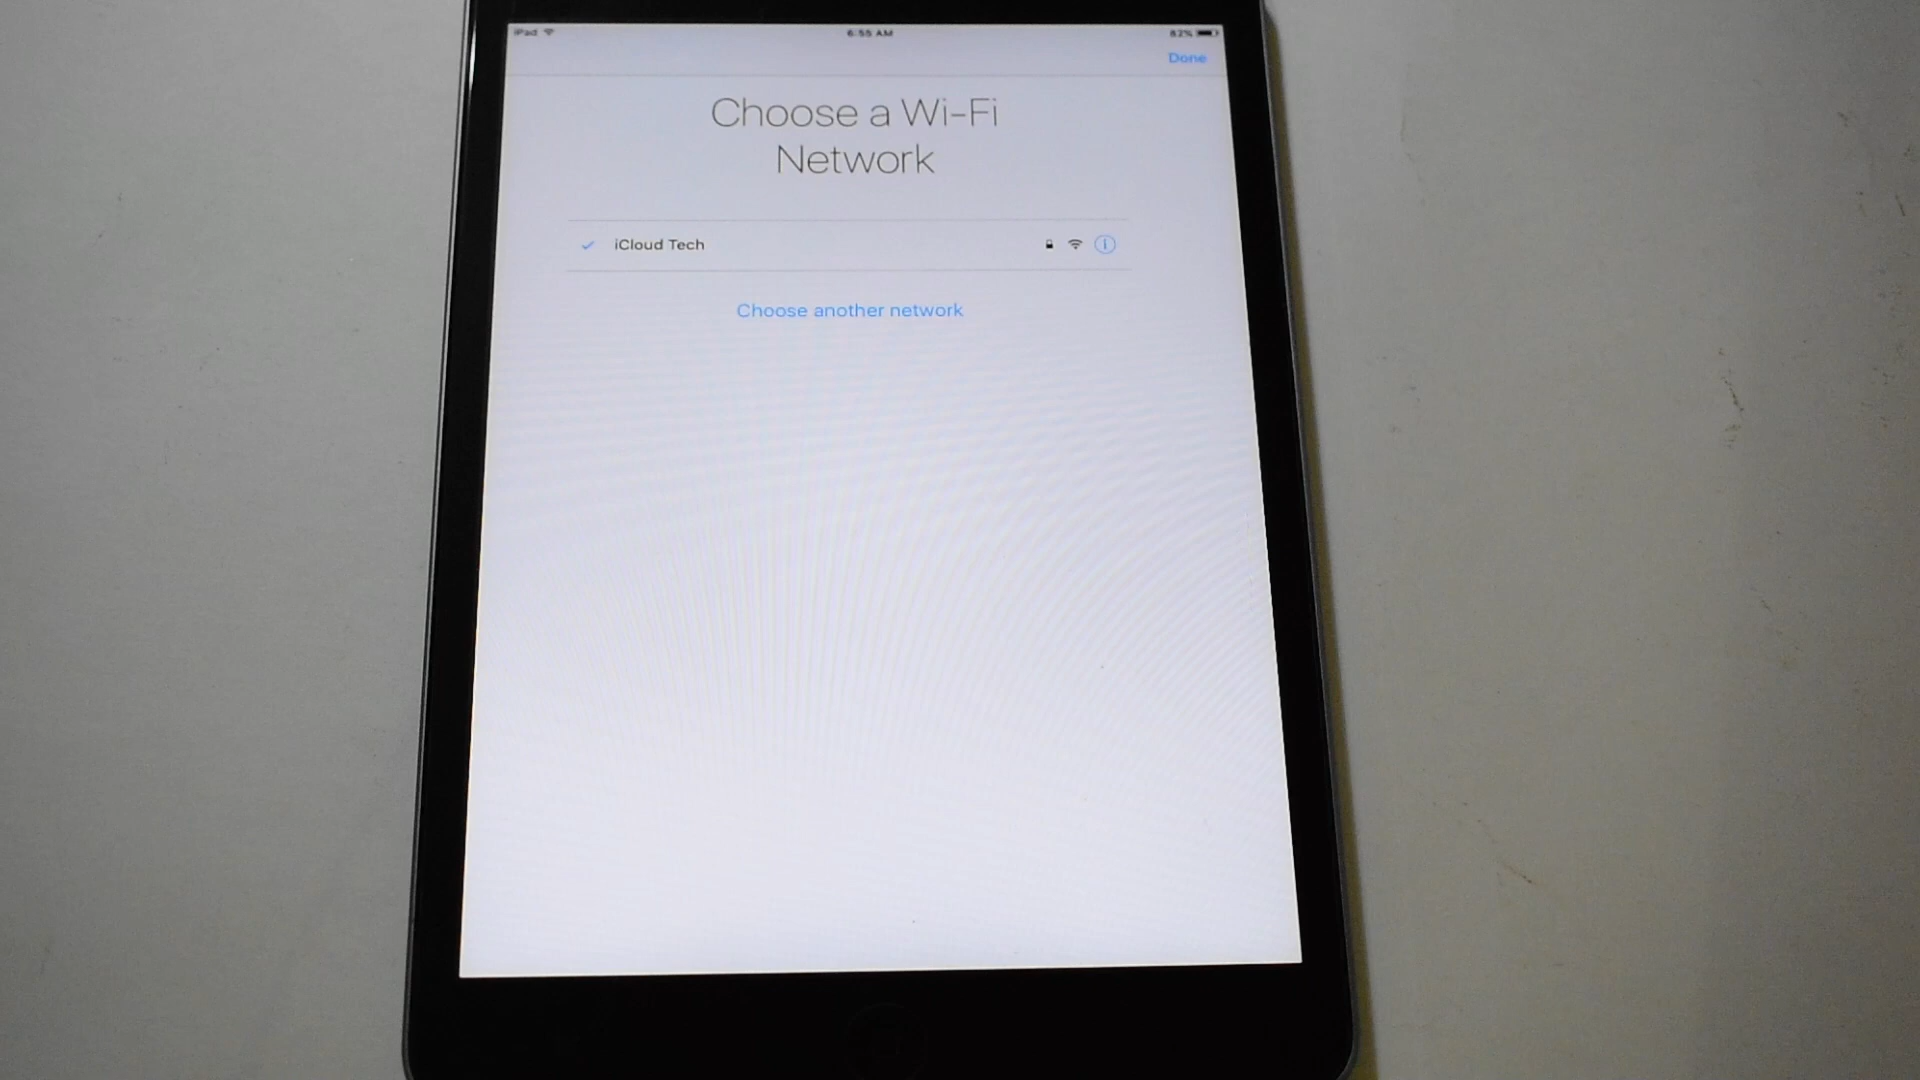 iPad 6:55 AM 82%
Done
Choose a Wi-Fi
Network
iCloud Tech
Choose another network